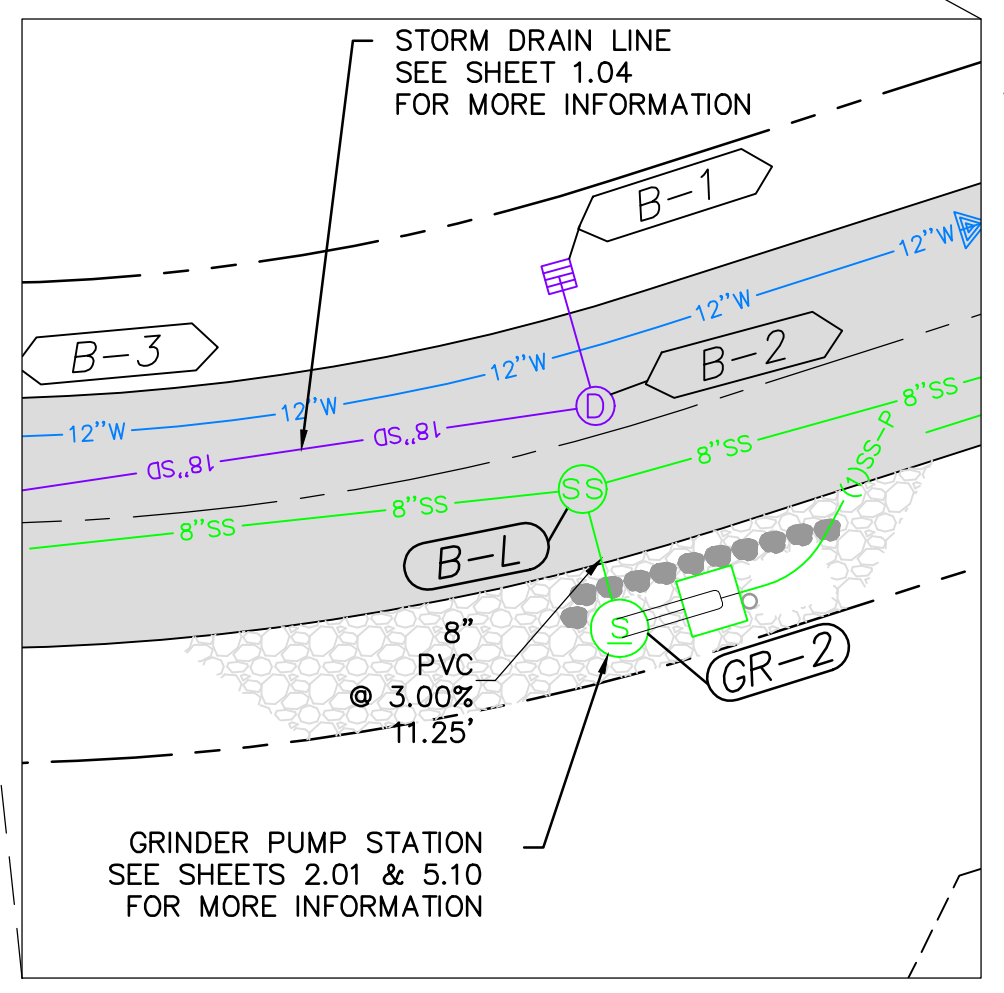 STORM DRAIN LINE
SEE SHEET 1.04
FOR MORE INFORMATION
B-1
12"W
12"W
B-3
B-2
12"W
12"W
12"W
D
8"SS
18"SD
18"SD
8"SS
(1)SS-P
SS
8"SS
8"SS
B-L
8"
PVC
@ 3.00%
11.25'
S
GR-2
GRINDER PUMP STATION
SEE SHEETS 2.01 & 5.10
FOR MORE INFORMATION